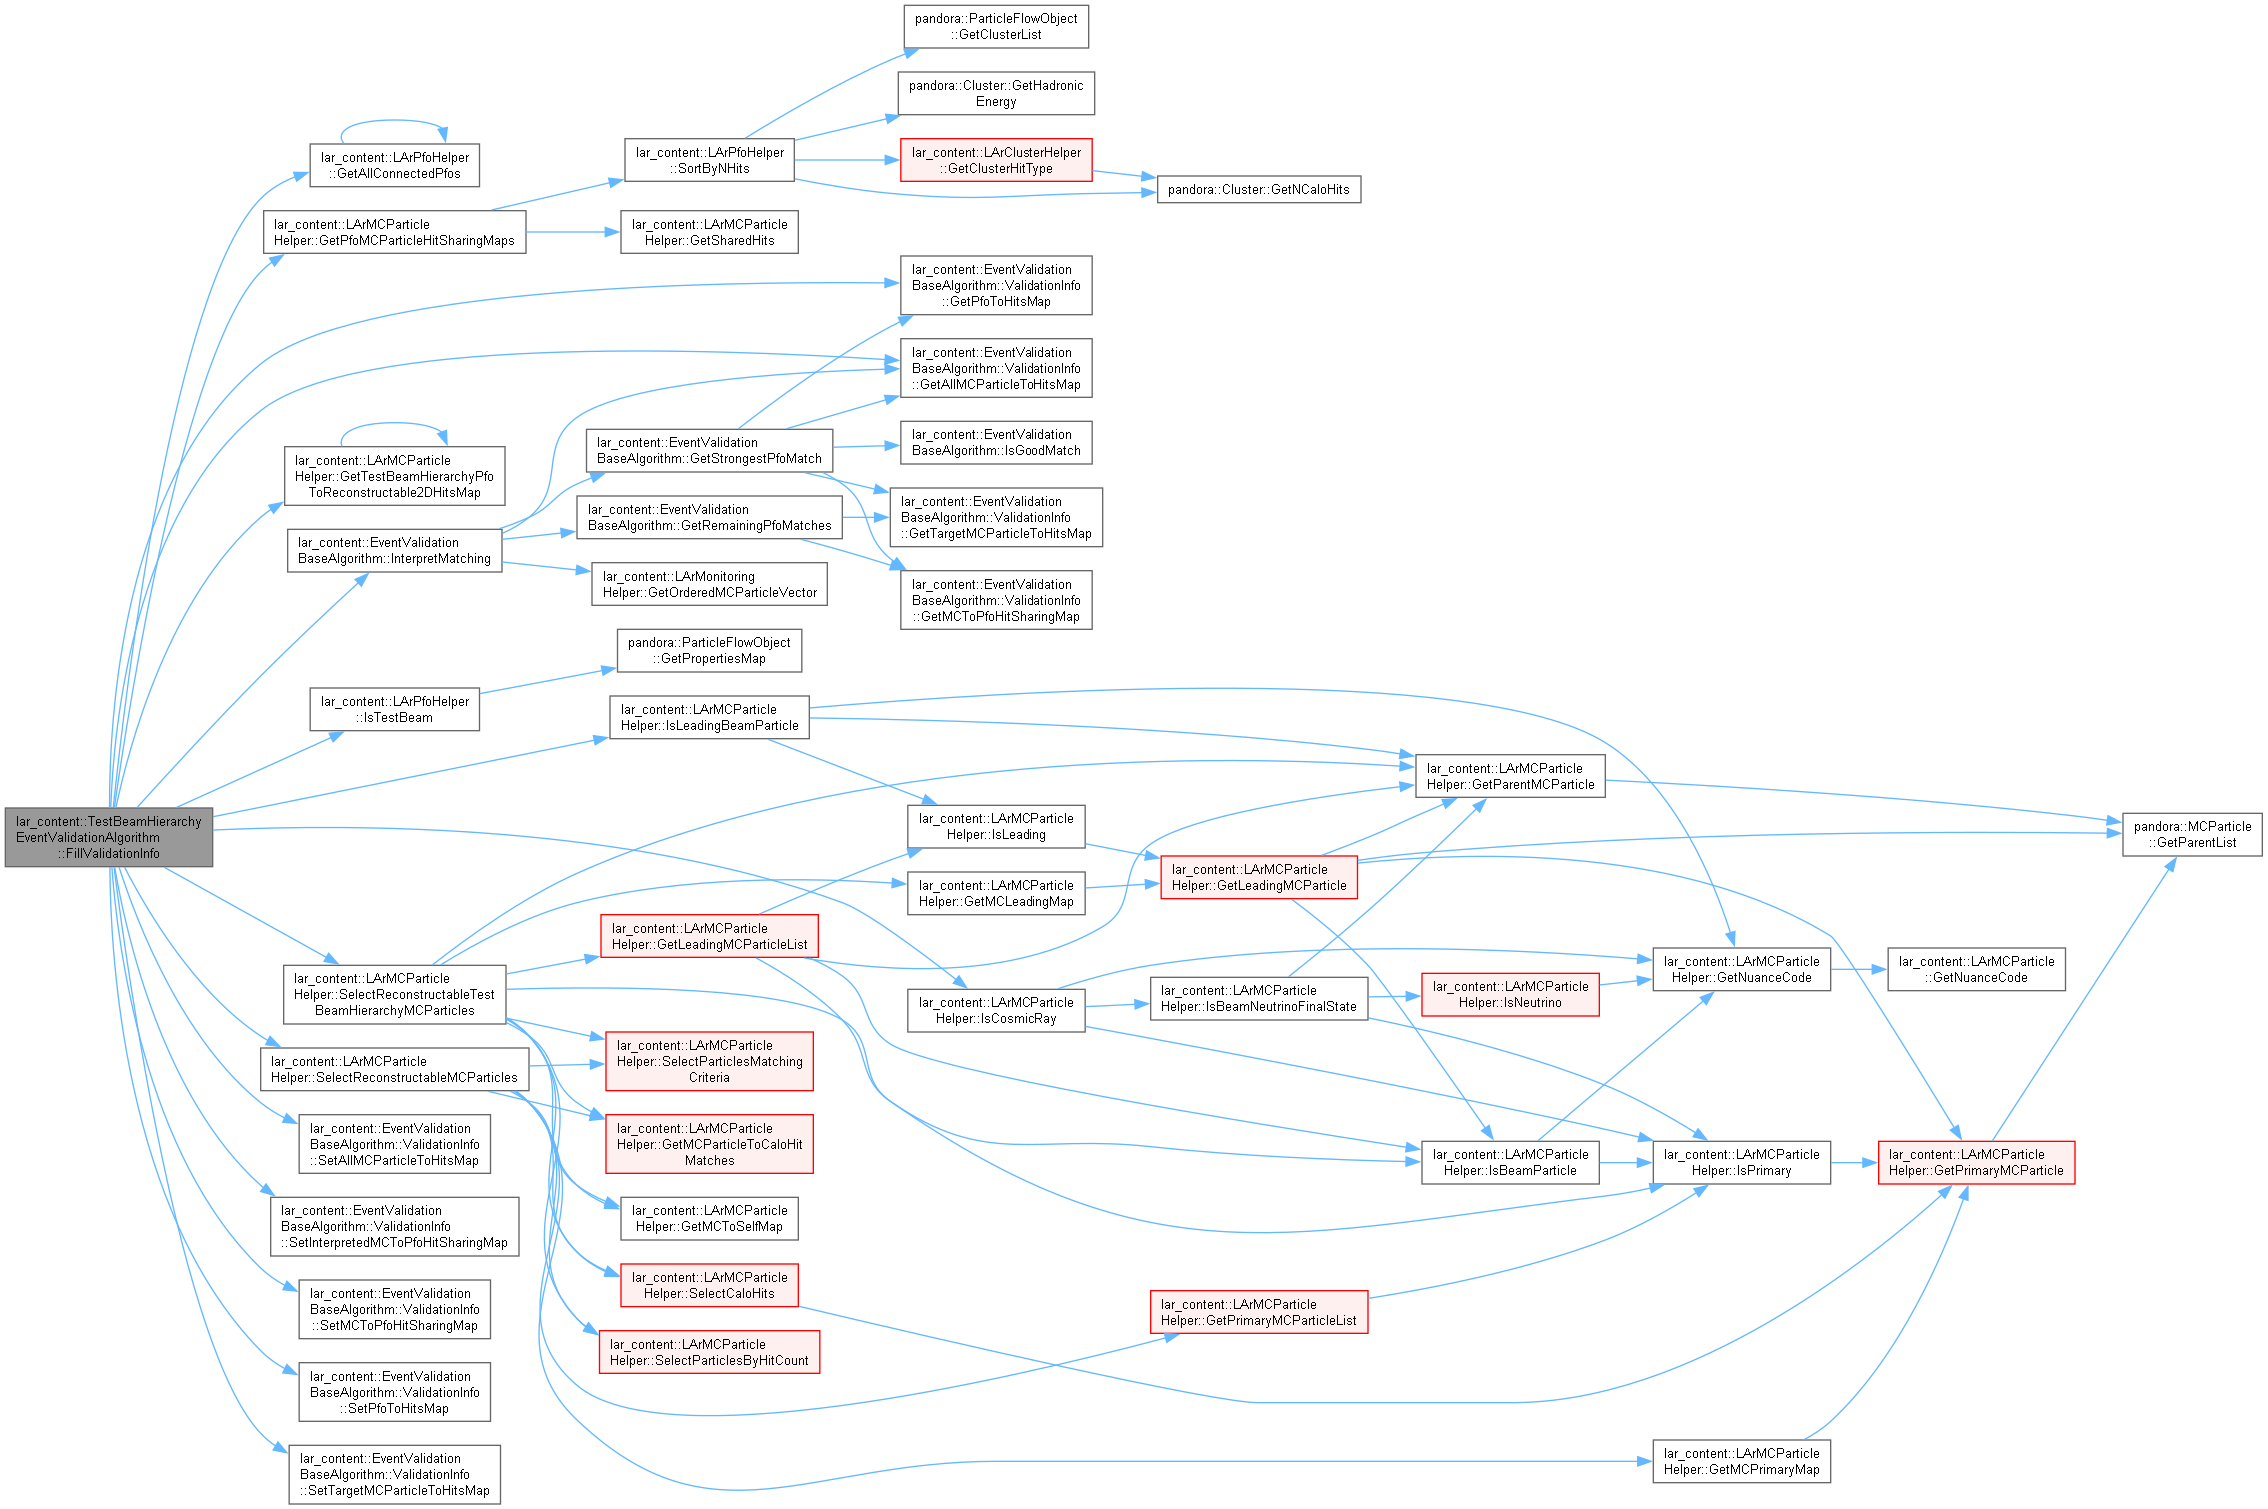 pandora::ParticleFlowObject
::GetClusterList
pandora::Cluster::GetHadronic
Energy
lar_content::LArPfoHelper
::GetAllConnectedPfos
lar_content::LArPfoHelper
::SortByNHits
lar_content::LArClusterHelper
::GetClusterHitType
pandora::Cluster::GetNCaloHits
lar_content::LArMCParticle
Helper::GetPfoMCParticleHitSharingMaps
lar_content::LArMCParticle
Helper::GetSharedHits
lar_content::EventValidation
BaseAlgorithm::ValidationInfo
::GetPfoToHitsMap
lar_content::EventValidation
BaseAlgorithm::ValidationInfo
::GetAllMCParticleToHitsMap
lar_content::LArMCParticle
Helper::GetTestBeamHierarchyPfo
ToReconstructable2DHitsMap
lar_content::EventValidation
BaseAlgorithm::GetStrongestPfoMatch
lar_content::EventValidation
BaseAlgorithm::IsGoodMatch
lar_content::EventValidation
BaseAlgorithm::InterpretMatching
lar_content::EventValidation
BaseAlgorithm::GetRemainingPfoMatches
lar_content::EventValidation
BaseAlgorithm::ValidationInfo
::GetTargetMCParticleToHitsMap
lar_content::LArMonitoring
Helper::GetOrderedMCParticleVector
lar_content::EventValidation
BaseAlgorithm::ValidationInfo
::GetMCToPfoHitSharingMap
pandora::ParticleFlowObject
::GetPropertiesMap
lar_content::LArPfoHelper
::IsTestBeam
lar_content::LArMCParticle
Helper::IsLeadingBeamParticle
lar_content::LArMCParticle
Helper::GetParentMCParticle
lar_content::TestBeamHierarchy
EventValidationAlgorithm
::FillValidationInfo
lar_content::LArMCParticle
Helper::IsLeading
pandora::MCParticle
::GetParentList
lar_content::LArMCParticle
Helper::GetLeadingMCParticle
lar_content::LArMCParticle
Helper::GetMCLeadingMap
lar_content::LArMCParticle
Helper::GetLeadingMCParticleList
lar_content::LArMCParticle
Helper::GetNuanceCode
lar_content::LArMCParticle
::GetNuanceCode
lar_content::LArMCParticle
Helper::SelectReconstructableTest
BeamHierarchyMCParticles
lar_content::LArMCParticle
Helper::IsCosmicRay
lar_content::LArMCParticle
Helper::IsBeamNeutrinoFinalState
lar_content::LArMCParticle
Helper::IsNeutrino
lar_content::LArMCParticle
Helper::SelectParticlesMatching
Criteria
lar_content::LArMCParticle
Helper::SelectReconstructableMCParticles
lar_content::LArMCParticle
Helper::GetMCParticleToCaloHit
Matches
lar_content::EventValidation
BaseAlgorithm::ValidationInfo
::SetAllMCParticleToHitsMap
lar_content::LArMCParticle
Helper::IsBeamParticle
lar_content::LArMCParticle
Helper::IsPrimary
lar_content::LArMCParticle
Helper::GetPrimaryMCParticle
lar_content::EventValidation
BaseAlgorithm::ValidationInfo
::SetInterpretedMCToPfoHitSharingMap
lar_content::LArMCParticle
Helper::GetMCToSelfMap
lar_content::LArMCParticle
Helper::SelectCaloHits
lar_content::EventValidation
BaseAlgorithm::ValidationInfo
::SetMCToPfoHitSharingMap
lar_content::LArMCParticle
Helper::GetPrimaryMCParticleList
lar_content::LArMCParticle
Helper::SelectParticlesByHitCount
lar_content::EventValidation
BaseAlgorithm::ValidationInfo
::SetPfoToHitsMap
lar_content::EventValidation
BaseAlgorithm::ValidationInfo
::SetTargetMCParticleToHitsMap
lar_content::LArMCParticle
Helper::GetMCPrimaryMap